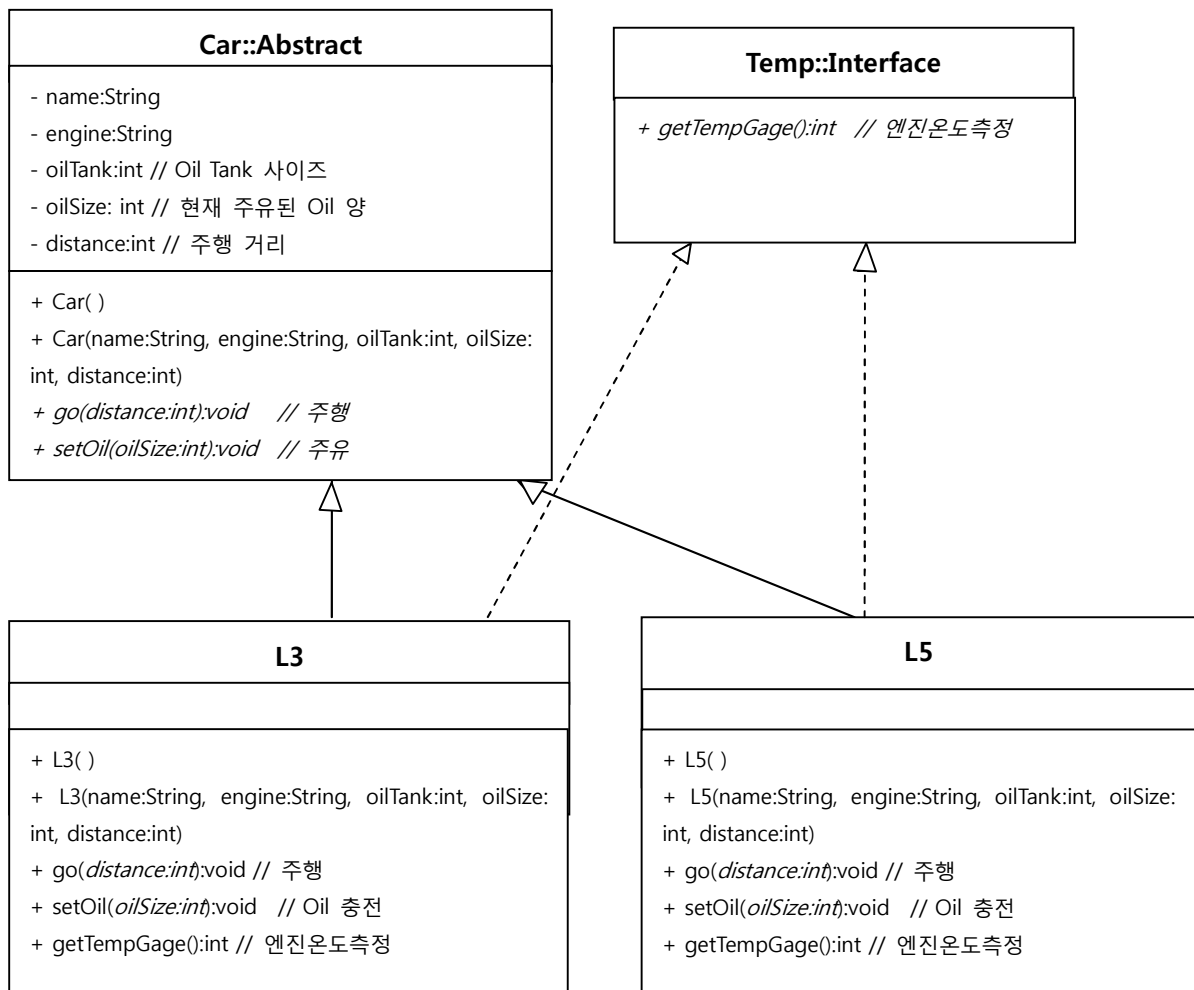 Car::Abstract
- name:String
- engine:String
- oilTank:int // Oil Tank 사이즈
- oilSize: int // 현재 주유된 Oil 양
- distance:int // 주행 거리
+ Car( )
+ Car(name:String, engine:String, oilTank:int, oilSize:
int, distance:int)
+ go(distance:int):void // 주행
+ setOil(oilSize:int):void // 주유
Temp::Interface
+ getTempGage():int // 엔진온도측정
L3
+ L3( )
+ L3(name:String, engine:String, oilTank:int, oilSize:
int, distance:int)
+ go(distance:int):void // 주행
+ setOil(oilSize:int):void // Oil 충전
+ getTempGage():int // 엔진온도측정
L5
+ L5( )
+ L5(name:String, engine:String, oilTank:int, oilSize:
int, distance:int)
+ go(distance:int):void // 주행
+ setOil(oilSize:int):void // Oil 충전
+ getTempGage():int // 엔진온도측정